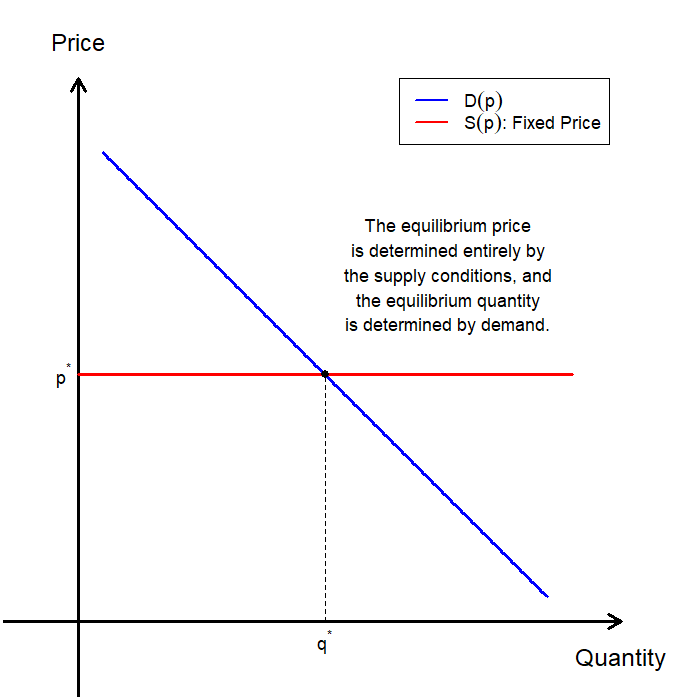 Price
D(p)
S(p): Fixed Price
The equilibrium price
is determined entirely by
the supply conditions, and
the equilibrium quantity
is determined by demand.
p*
q*
Quantity